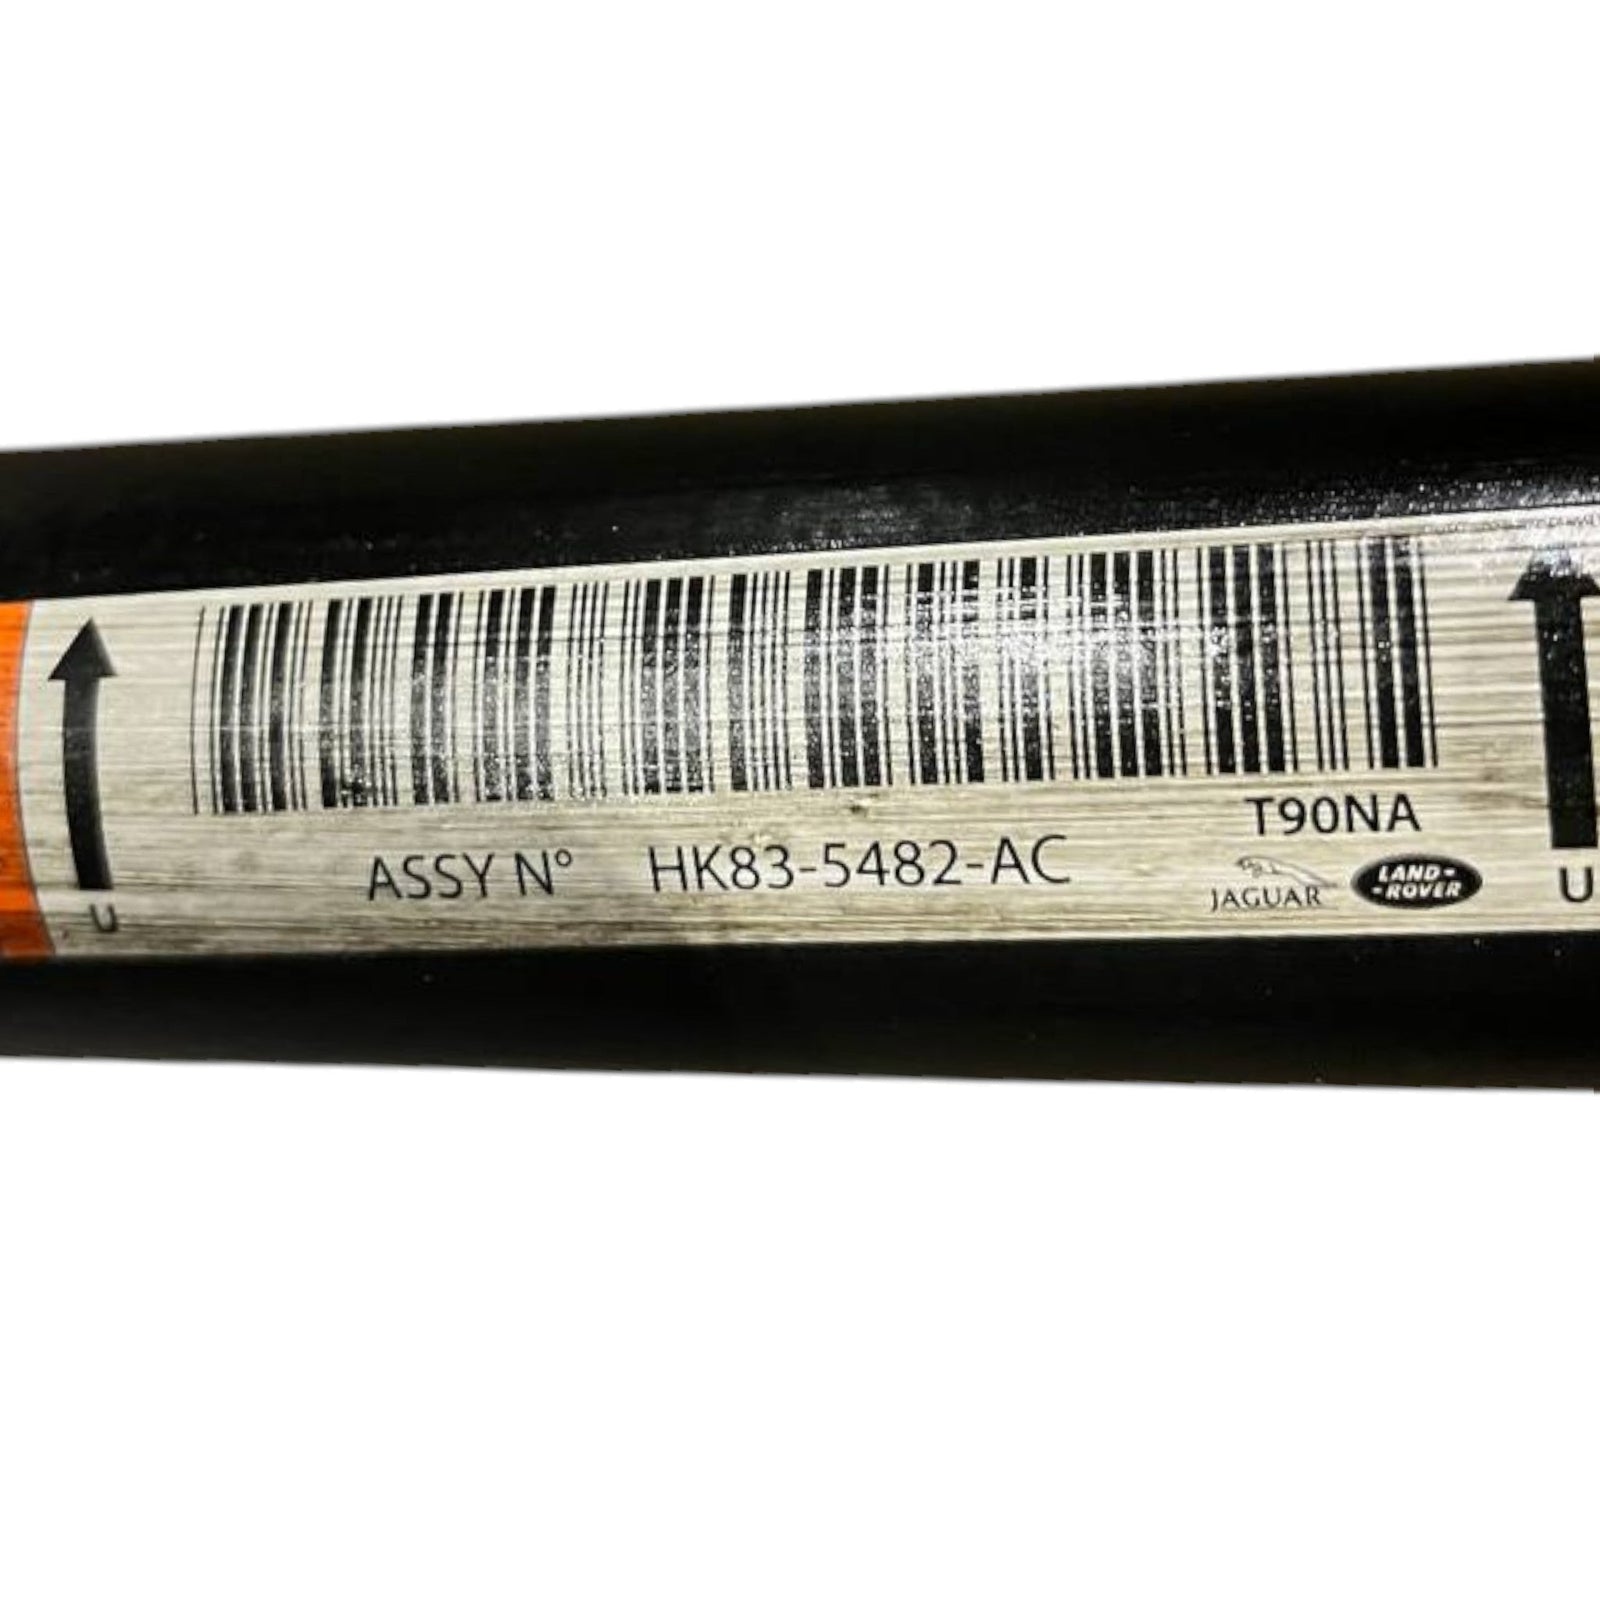 T90NA
ASSY N° HK83-5482-AC
JAGUAR
LAND-
-ROVER
U
U